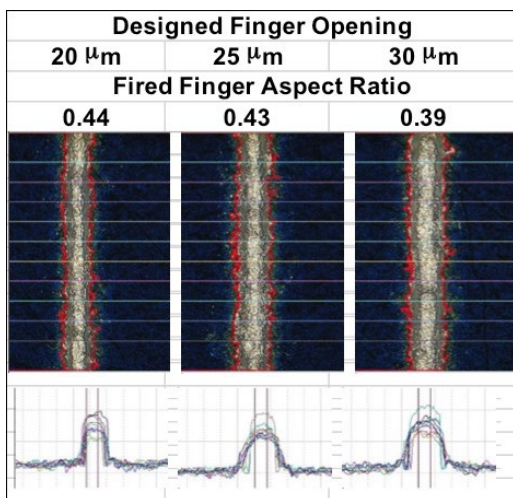 Designed Finger Opening
20 μm 25 μm 30 μm
Fired Finger Aspect Ratio
0.44 0.43 0.39